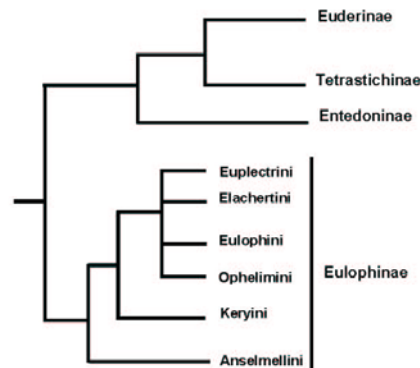 Euderinae
Tetrastichinae
Entedoninae
Euplectrini
Elachertini
Eulophini
Ophelimini
Eulophinae
Keryini
Anselmellini